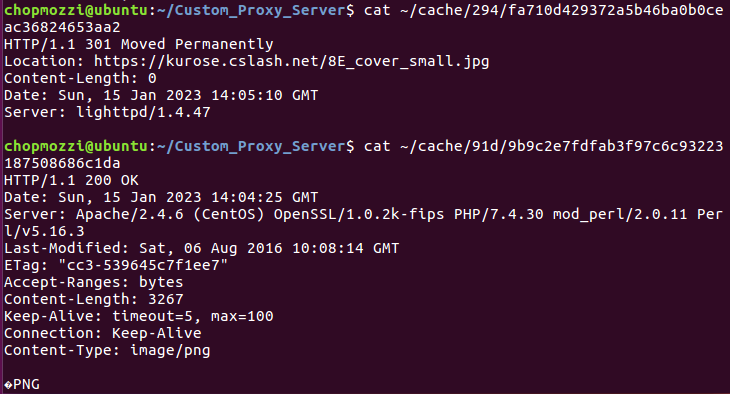 chopmozzi@ubuntu:~/Custom_Proxy_Server$ cat ~/cache/294/fa710d429372a5b46ba0b0ce
ac36824653aa2
HTTP/1.1 301 Moved Permanently
Location: https://kurose.cslash.net/8E_cover_small.jpg
Content-Length: 0
Date: Sun, 15 Jan 2023 14:05:10 GMT
Server: lighttpd/1.4.47

chopmozzi@ubuntu:~/Custom_Proxy_Server$ cat ~/cache/91d/9b9c2e7fdfab3f97c6c93223
187508686c1da
HTTP/1.1 200 OK
Date: Sun, 15 Jan 2023 14:04:25 GMT
Server: Apache/2.4.6 (CentOS) OpenSSL/1.0.2k-fips PHP/7.4.30 mod_perl/2.0.11 Per
l/v5.16.3
Last-Modified: Sat, 06 Aug 2016 10:08:14 GMT
ETag: "cc3-539645c7f1ee7"
Accept-Ranges: bytes
Content-Length: 3267
Keep-Alive: timeout=5, max=100
Connection: Keep-Alive
Content-Type: image/png

�PNG